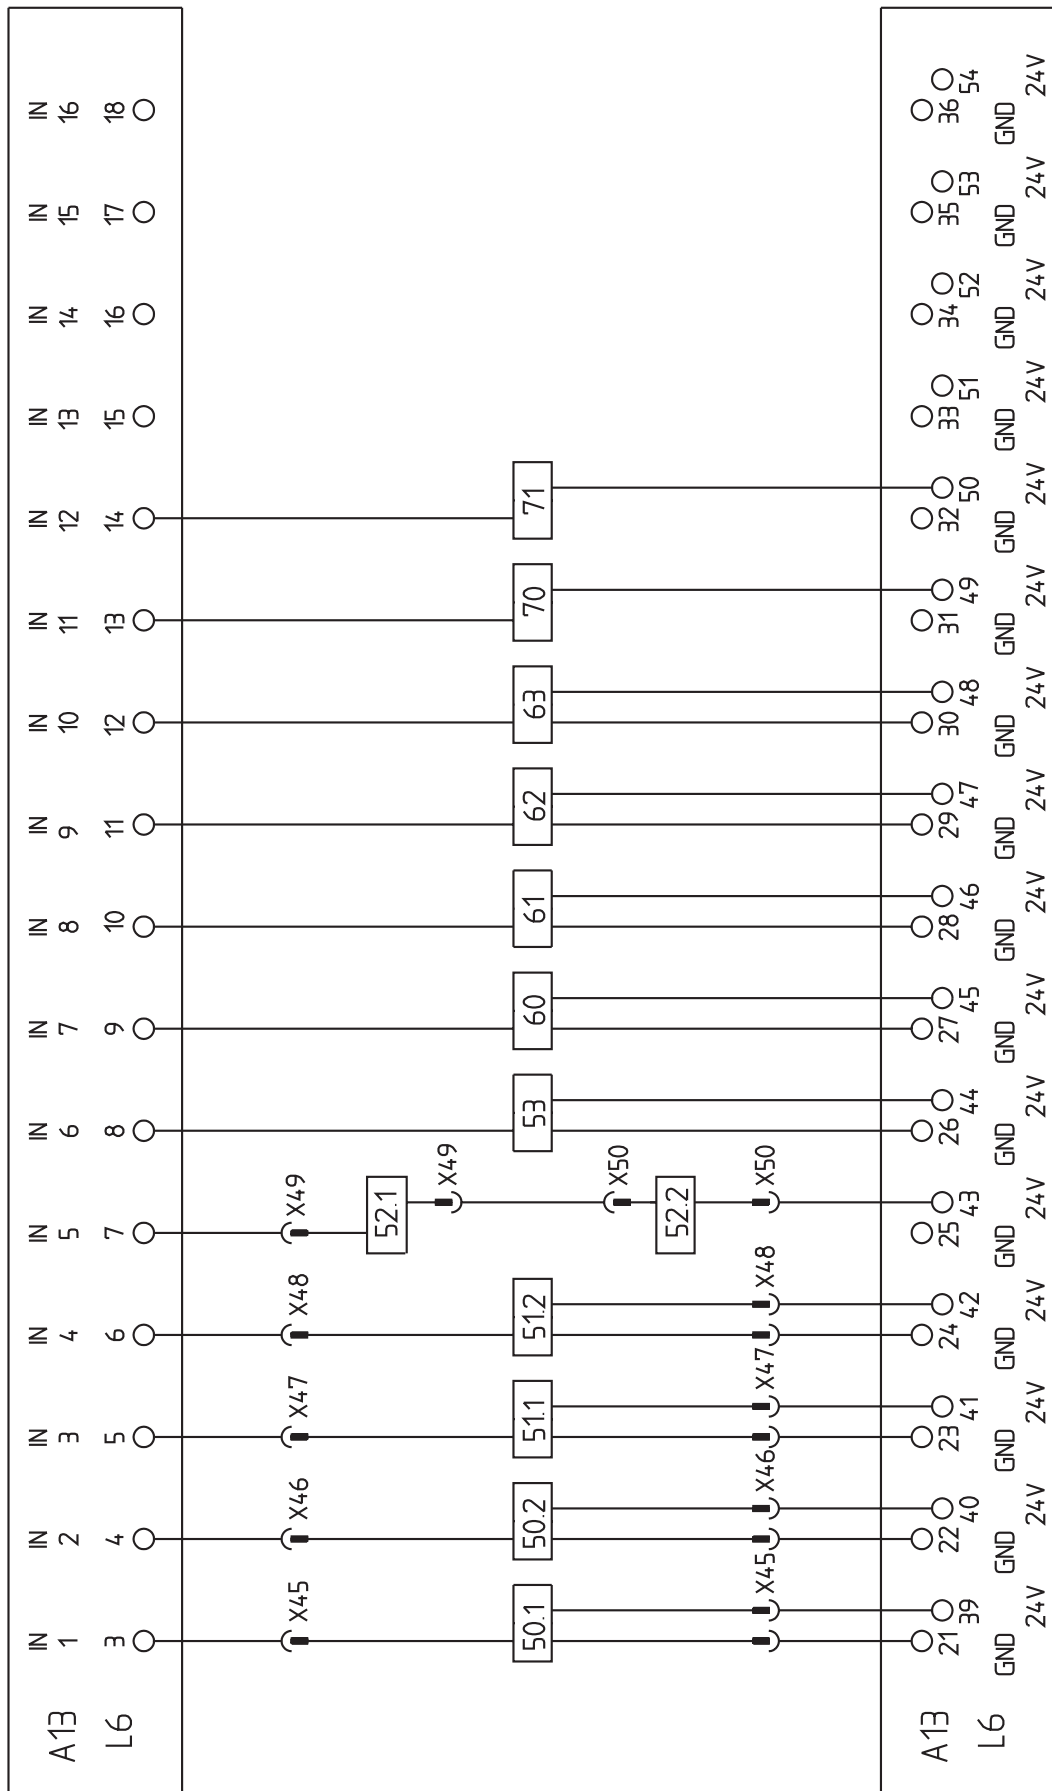 IN IN IN IN IN IN IN IN IN IN IN IN IN IN IN IN
A13 1 2 3 4 5 6 7 8 9 10 11 12 13 14 15 16
L6 3 4 5 6 7 8 9 10 11 12 13 14 15 16 17 18
X45 X46 X47 X48 X49
52.1
X49
50.1 50.2 51.1 51.2 53 60 61 62 63 70 71
X50
52.2
X45 X46 X47 X48 X50
A13 21 22 23 24 25 26 27 28 29 30 31 32 33 34 35 36
39 40 41 42 43 44 45 46 47 48 49 50 51 52 53 54
L6 GND GND GND GND GND GND GND GND GND GND GND GND GND GND GND GND
24V 24V 24V 24V 24V 24V 24V 24V 24V 24V 24V 24V 24V 24V 24V 24V